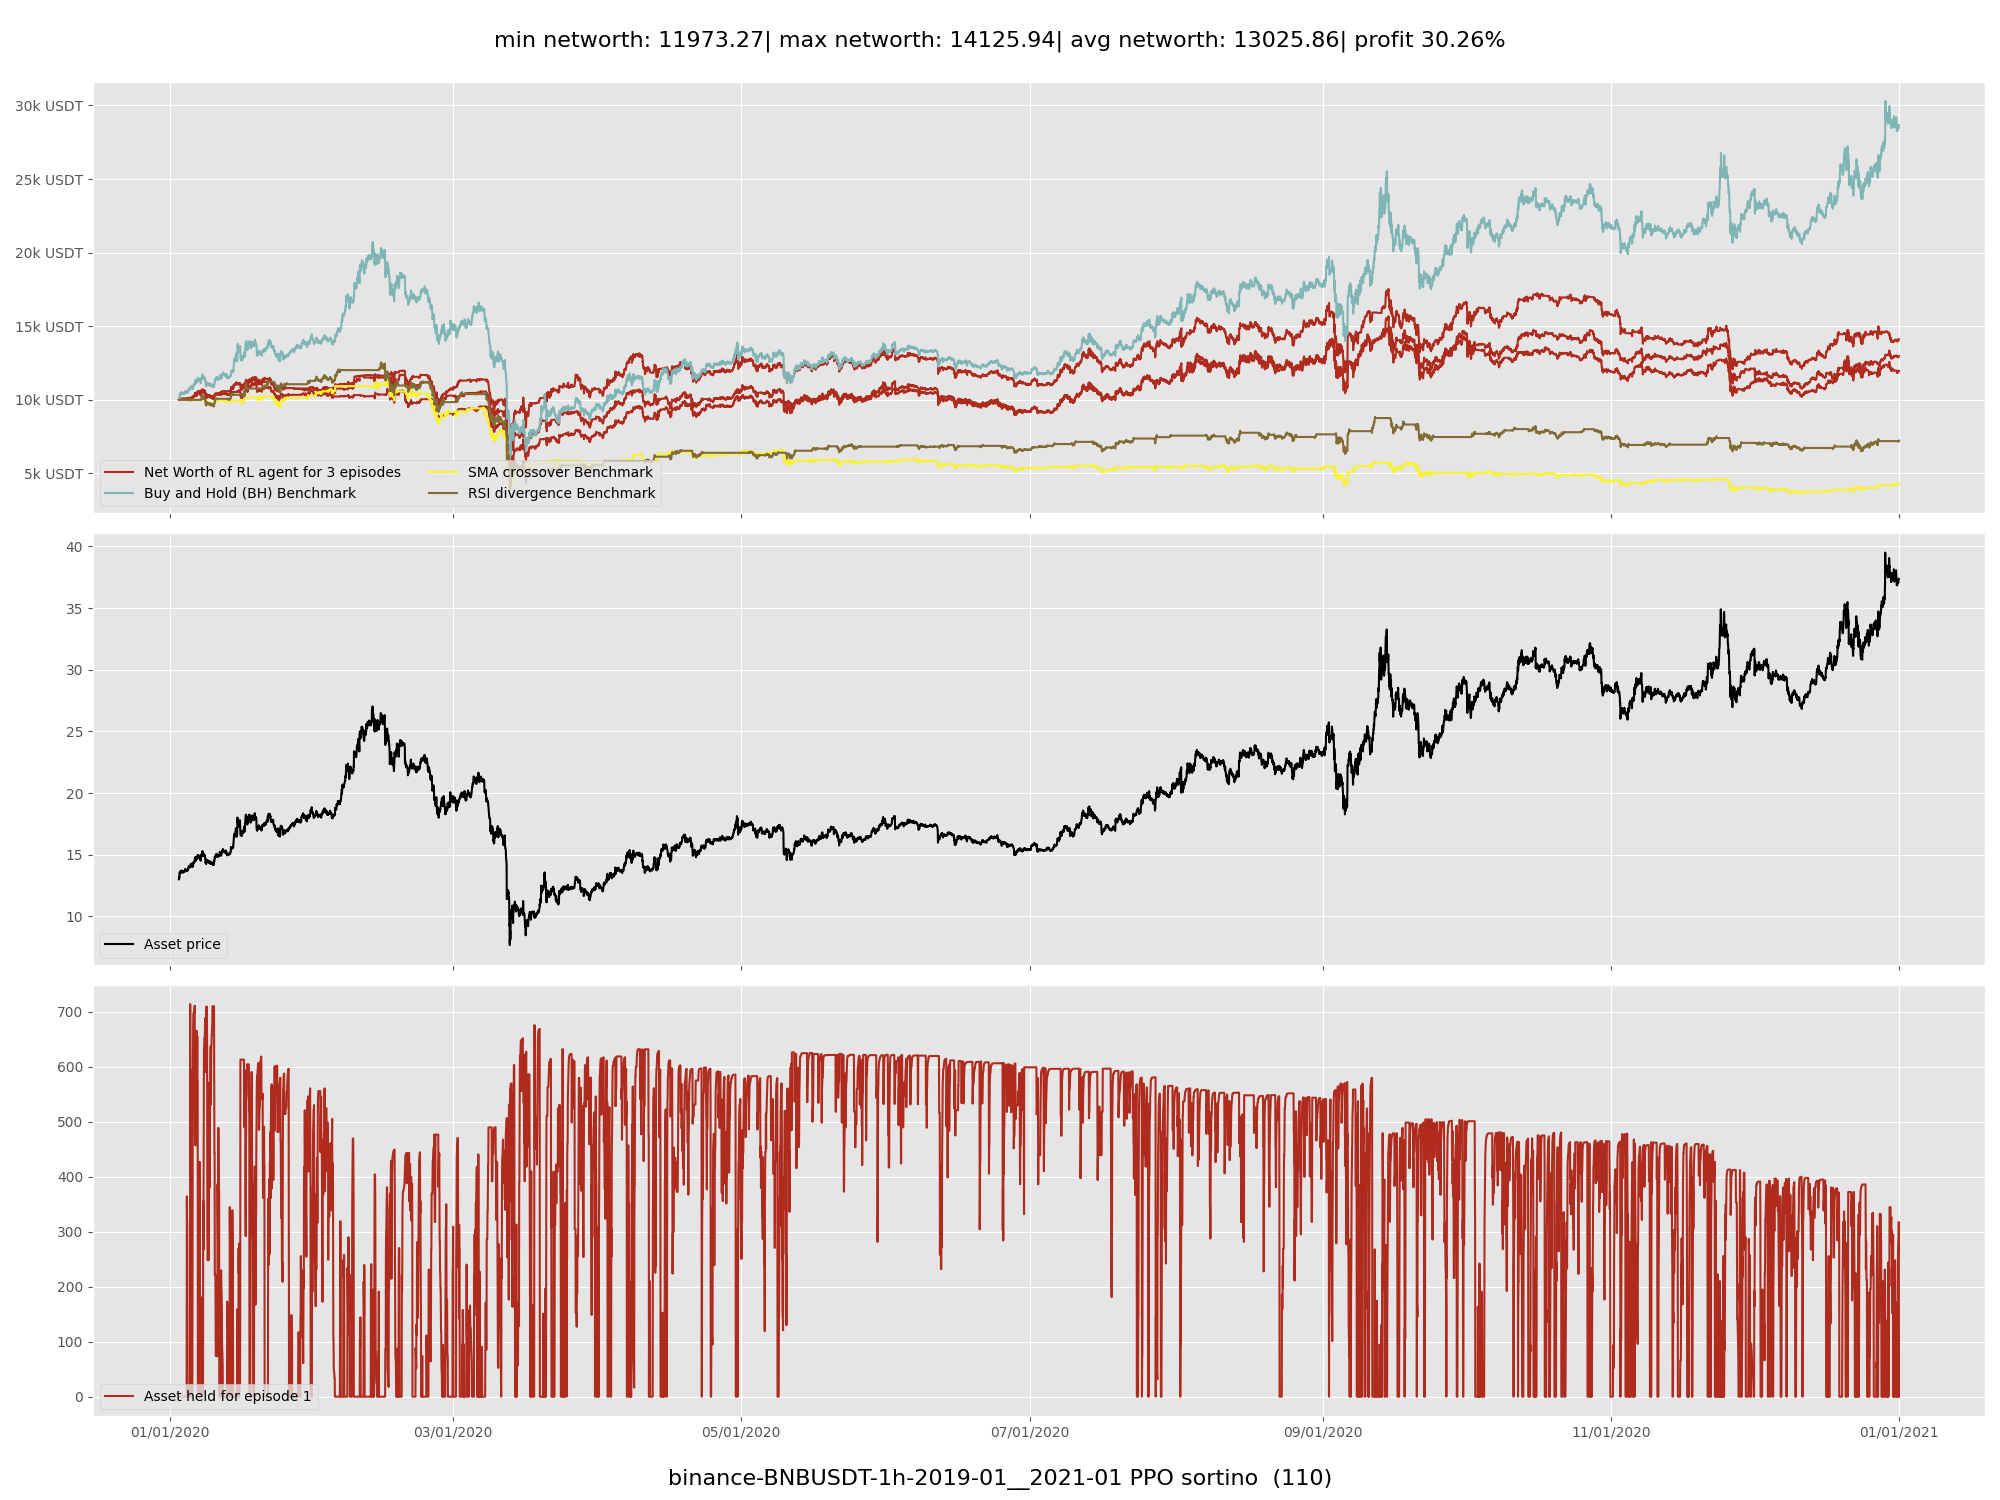 min networth: 11973.27| max networth: 14125.94| avg networth: 13025.86| profit 30.26%
30k USDT
25k USDT
20k USDT
15k USDT
10k USDT
5k USDT
Net Worth of RL agent for 3 episodes
Buy and Hold (BH) Benchmark
SMA crossover Benchmark
RSI divergence Benchmark
40
35
30
25
20
15
10
Asset price
700
600
500
400
300
200
100
0
Asset held for episode 1
01/01/2020 03/01/2020 05/01/2020 07/01/2020 09/01/2020 11/01/2020 01/01/2021
binance-BNBUSDT-1h-2019-01__2021-01 PPO sortino  (110)